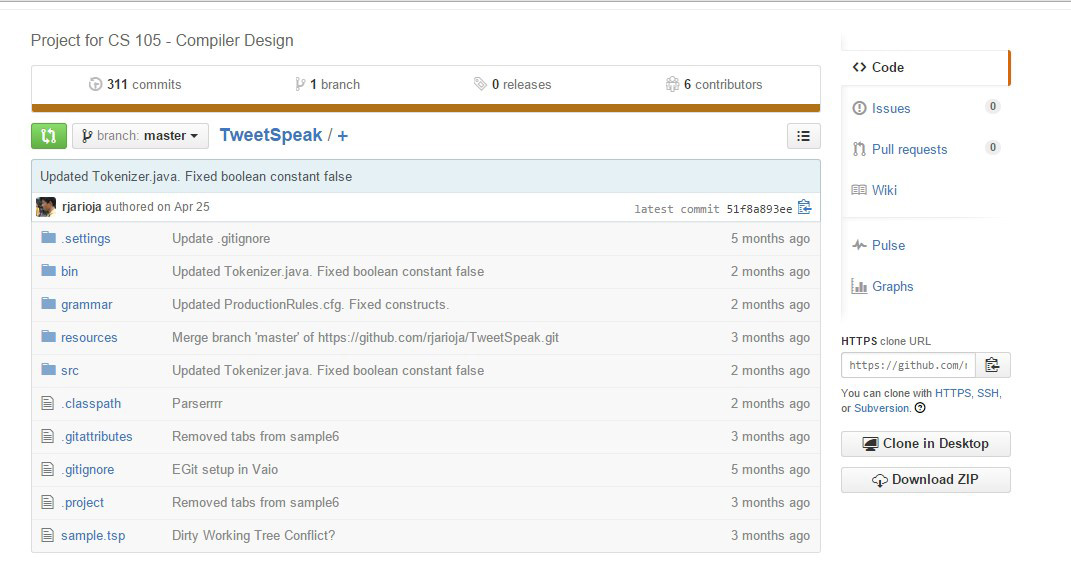 Project for CS 105 - Compiler Design
311 commits 1 branch 0 releases 6 contributors
branch: master TweetSpeak / +
Updated Tokenizer.java. Fixed boolean constant false
rjarioja authored on Apr 25 latest commit 51f8a893ee
.settings Update .gitignore 5 months ago
bin Updated Tokenizer.java. Fixed boolean constant false 2 months ago
grammar Updated ProductionRules.cfg. Fixed constructs. 2 months ago
resources Merge branch 'master' of https://github.com/rjarioja/TweetSpeak.git 3 months ago
src Updated Tokenizer.java. Fixed boolean constant false 2 months ago
.classpath Parserrrr 2 months ago
.gitattributes Removed tabs from sample6 3 months ago
.gitignore EGit setup in Vaio 5 months ago
.project Removed tabs from sample6 3 months ago
sample.tsp Dirty Working Tree Conflict? 3 months ago
Code
Issues 0
Pull requests 0
Wiki
Pulse
Graphs
HTTPS clone URL
https://github.com/r
You can clone with HTTPS, SSH,
or Subversion.
Clone in Desktop
Download ZIP